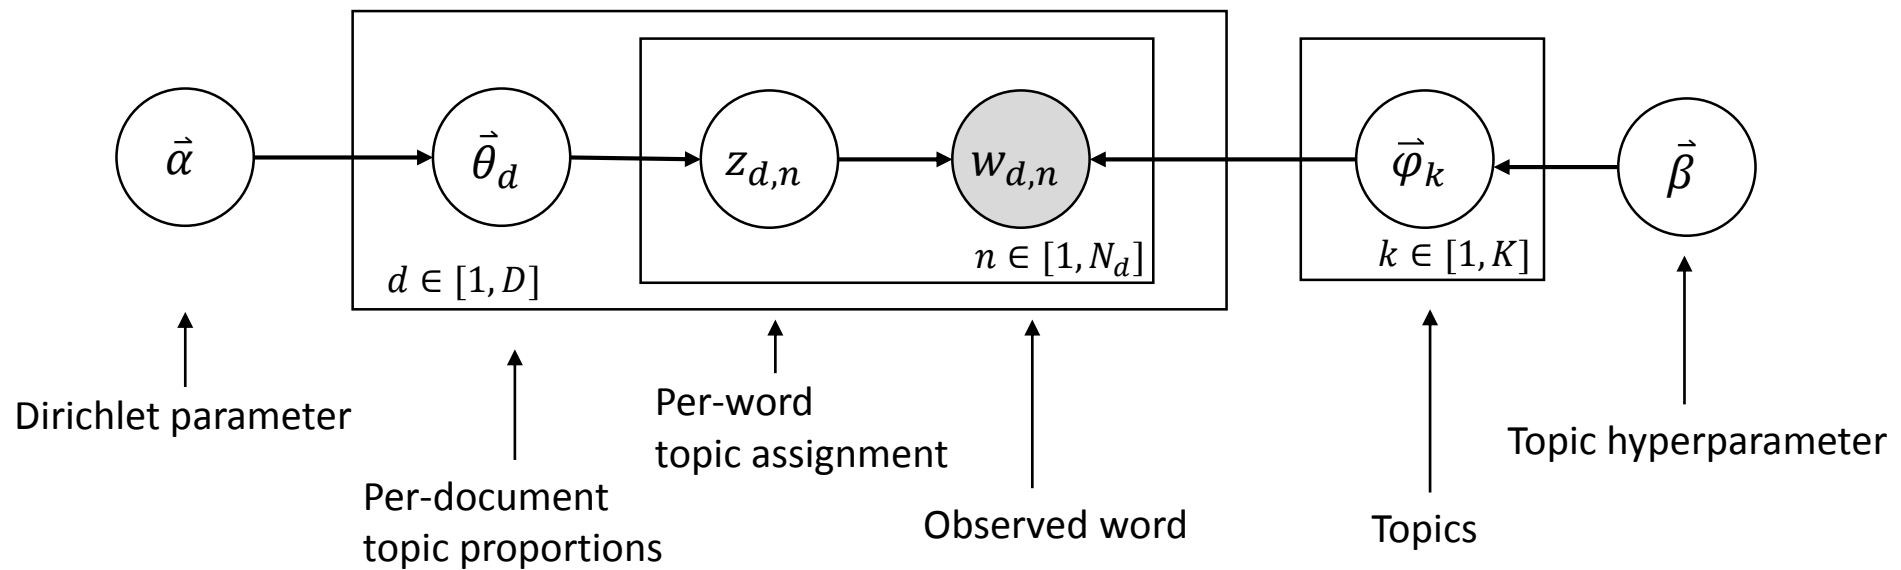 α⃗
θ⃗_d
z_{d,n}
w_{d,n}
φ⃗_k
β⃗
d ∈ [1, D]
n ∈ [1, N_d]
k ∈ [1, K]
Dirichlet parameter
Per-document
topic proportions
Per-word
topic assignment
Observed word
Topics
Topic hyperparameter